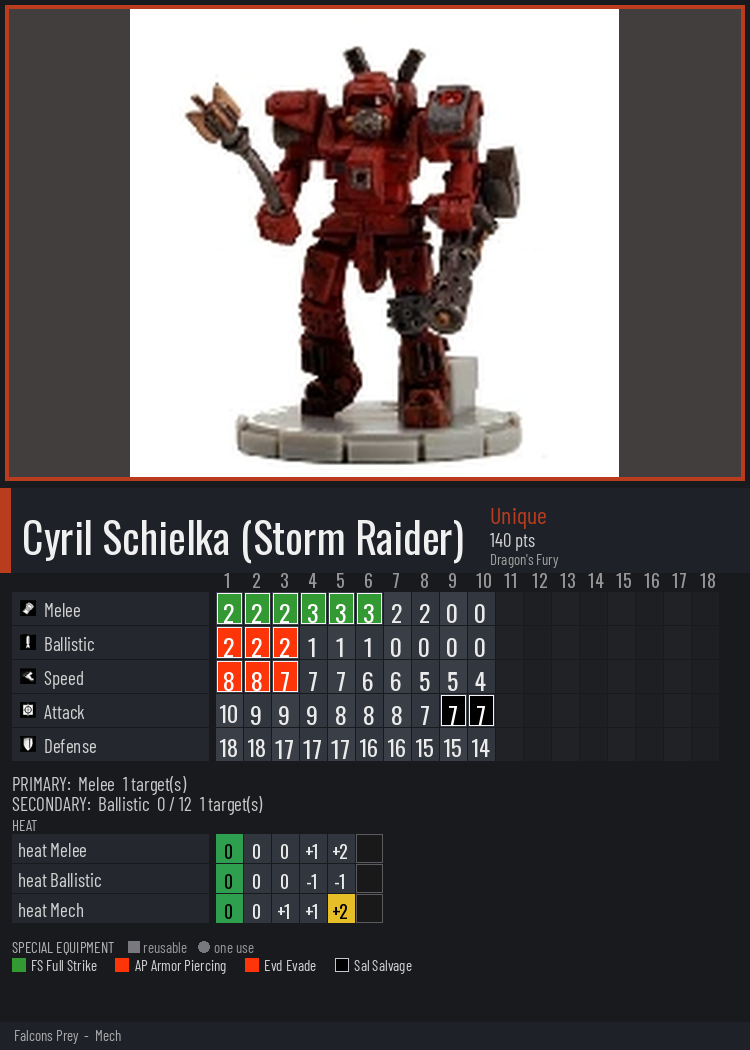 Cyril Schielka (Storm Raider)
Unique
140 pts
Dragon's Fury
1 2 3 4 5 6 7 8 9 10 11 12 13 14 15 16 17 18
Melee 2 2 2 3 3 3 2 2 0 0
Ballistic 2 2 2 1 1 1 0 0 0 0
Speed 8 8 7 7 7 6 6 5 5 4
Attack 10 9 9 9 8 8 8 7 7 7
Defense 18 18 17 17 17 16 16 15 15 14
PRIMARY: Melee 1 target(s)
SECONDARY: Ballistic 0 / 12 1 target(s)
HEAT
heat Melee 0 0 0 +1 +2
heat Ballistic 0 0 0 -1 -1
heat Mech 0 0 +1 +1 +2
SPECIAL EQUIPMENT reusable one use
FS Full Strike AP Armor Piercing Evd Evade Sal Salvage
Falcons Prey - Mech